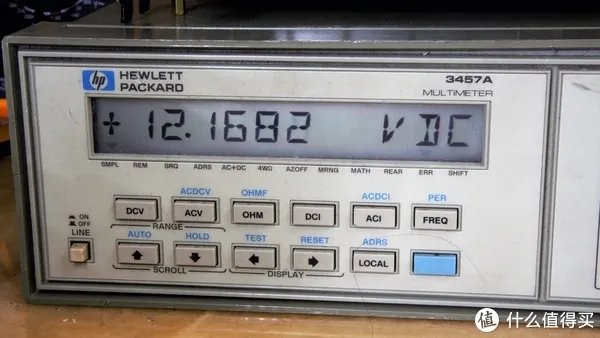 hp HEWLETT PACKARD
3457A
MULTIMETER
+ 12.1682 V DC
SMPL REM SRQ ADRS AC+DC 4WΩ AZOFF MRNG MATH REAR ERR SHIFT
ACDCV OHMF ACDCI PER
DCV ACV OHM DCI ACI FREQ
RANGE
ON
OFF
LINE
AUTO HOLD TEST RESET ADRS
LOCAL
SCROLL DISPLAY
值 什么值得买